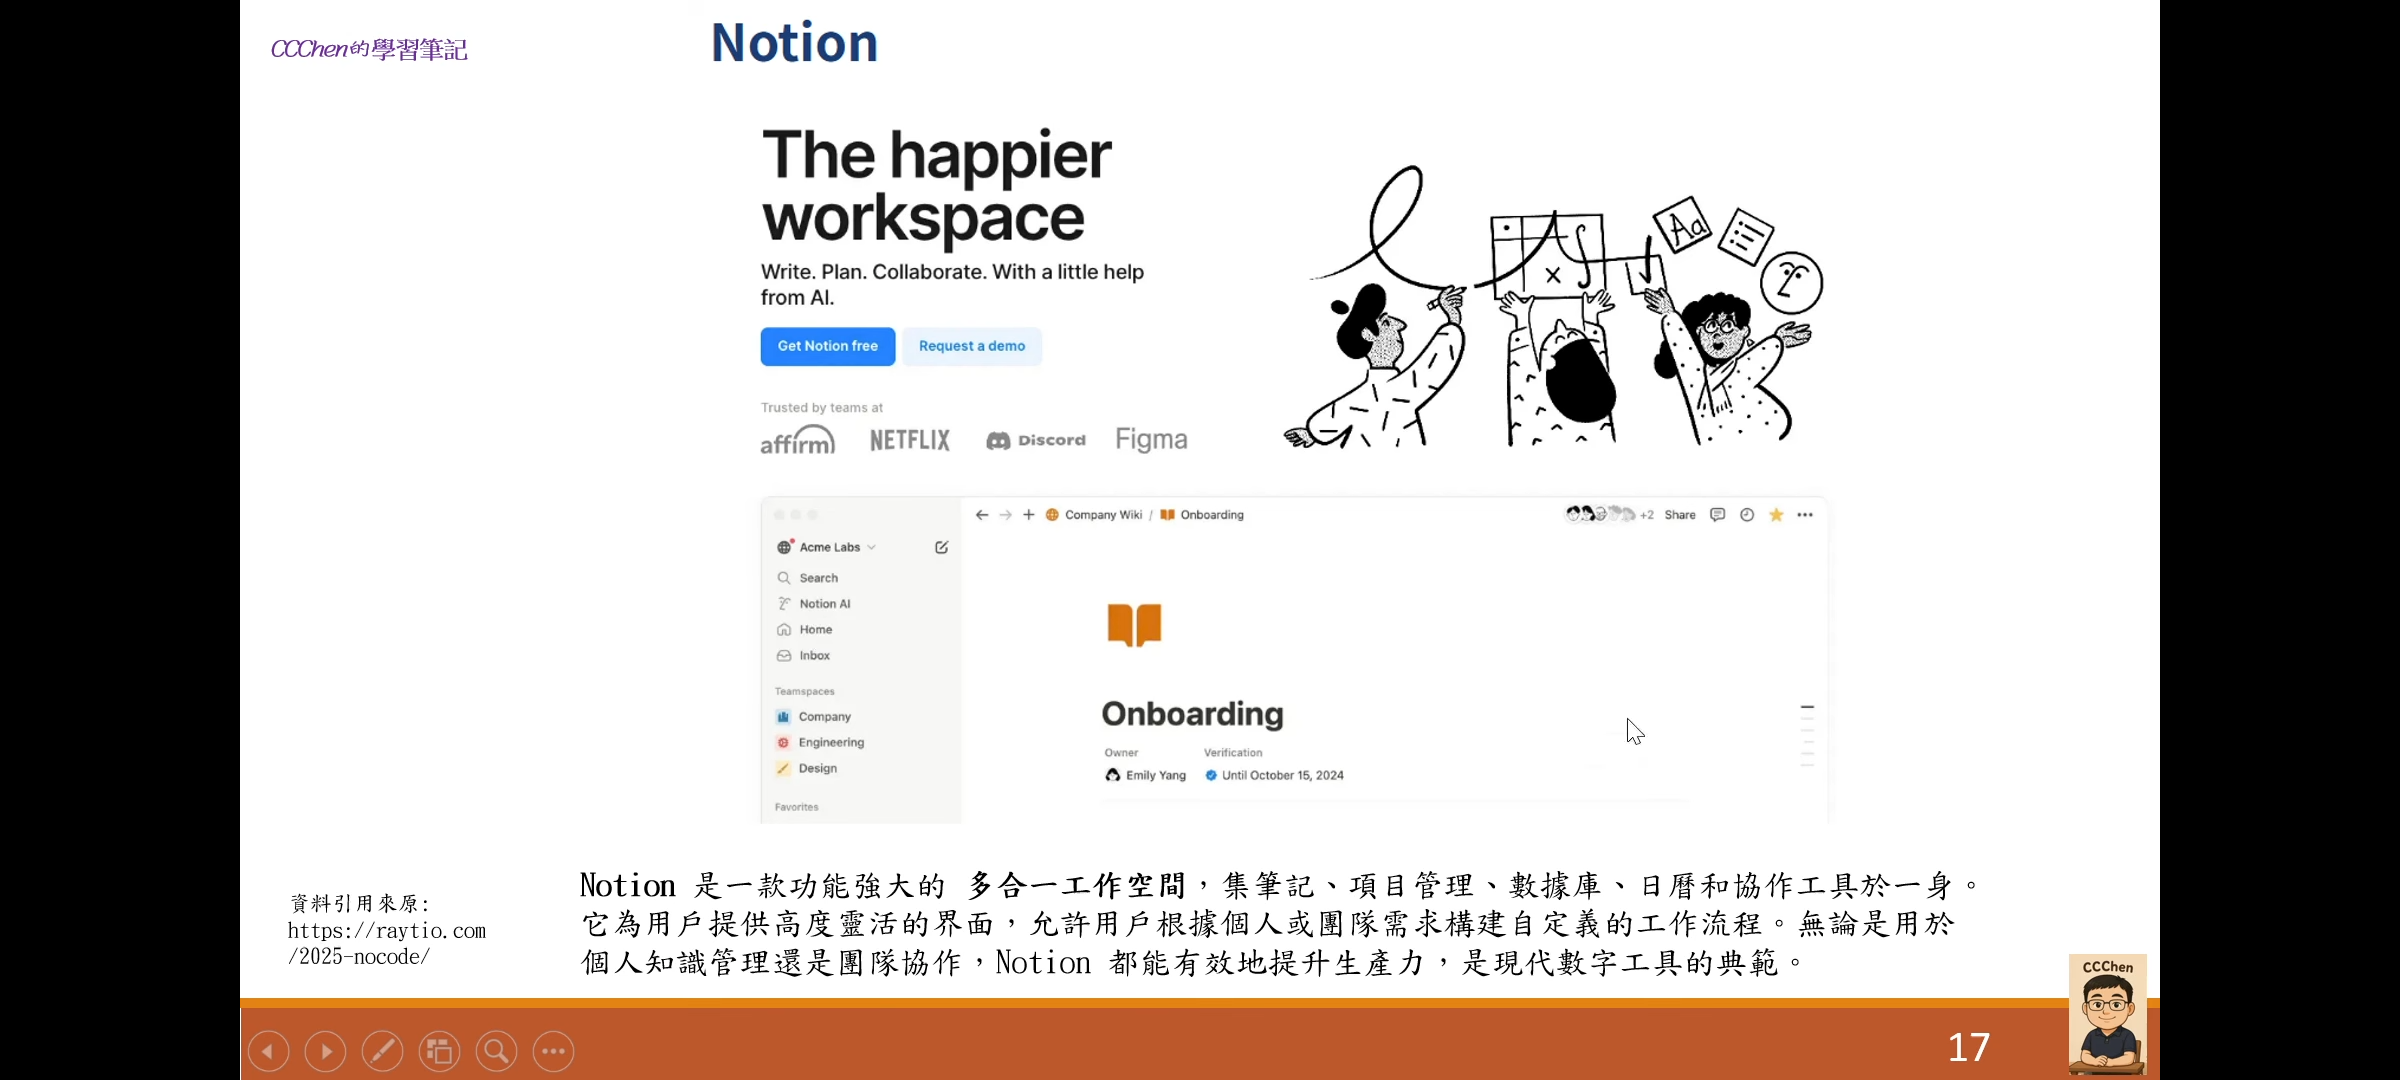 CCChen的學習筆記
Notion
The happier
workspace
Write. Plan. Collaborate. With a little help
from AI.
Get Notion free
Request a demo
Trusted by teams at
affirm
NETFLIX
Discord
Figma
Aa
Company Wiki / Onboarding
+2 Share
Acme Labs
Search
Notion AI
Home
Inbox
Teamspaces
Company
Engineering
Design
Favorites
Onboarding
Owner
Verification
Emily Yang
Until October 15, 2024
資料引用來源:
https://raytio.com
/2025-nocode/
Notion 是一款功能強大的 多合一工作空間，集筆記、項目管理、數據庫、日曆和協作工具於一身。
它為用戶提供高度靈活的界面，允許用戶根據個人或團隊需求構建自定義的工作流程。無論是用於
個人知識管理還是團隊協作，Notion 都能有效地提升生產力，是現代數字工具的典範。
17
CCChen